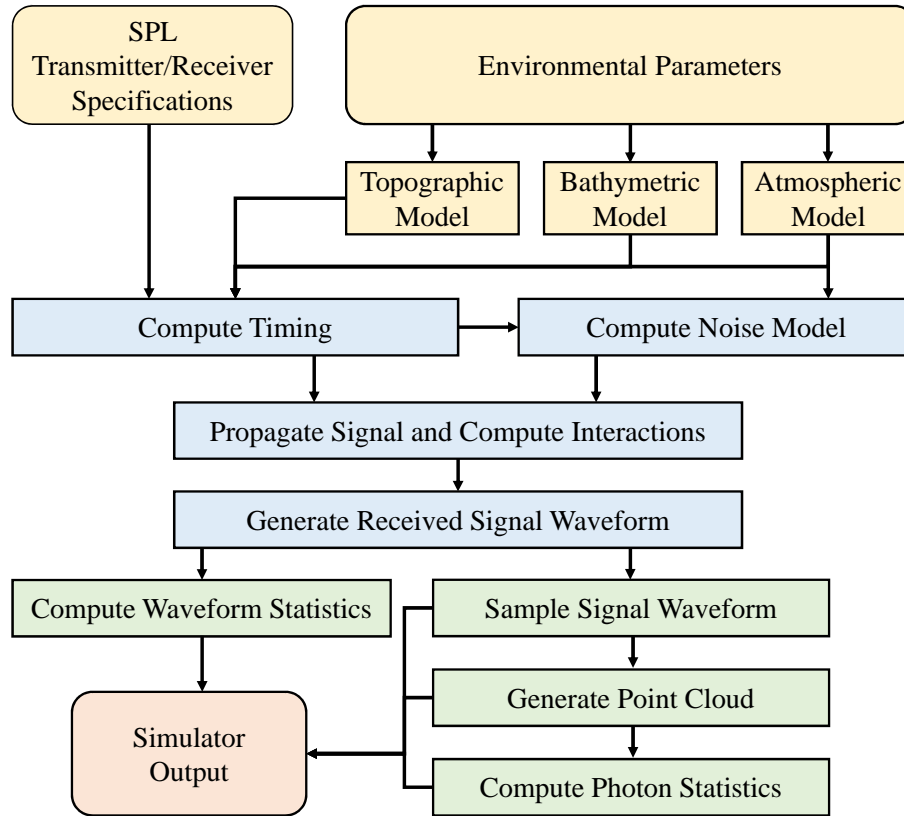 SPL
Transmitter/Receiver
Specifications
Environmental Parameters
Topographic
Model
Bathymetric
Model
Atmospheric
Model
Compute Timing
Compute Noise Model
Propagate Signal and Compute Interactions
Generate Received Signal Waveform
Compute Waveform Statistics
Sample Signal Waveform
Generate Point Cloud
Simulator
Output
Compute Photon Statistics